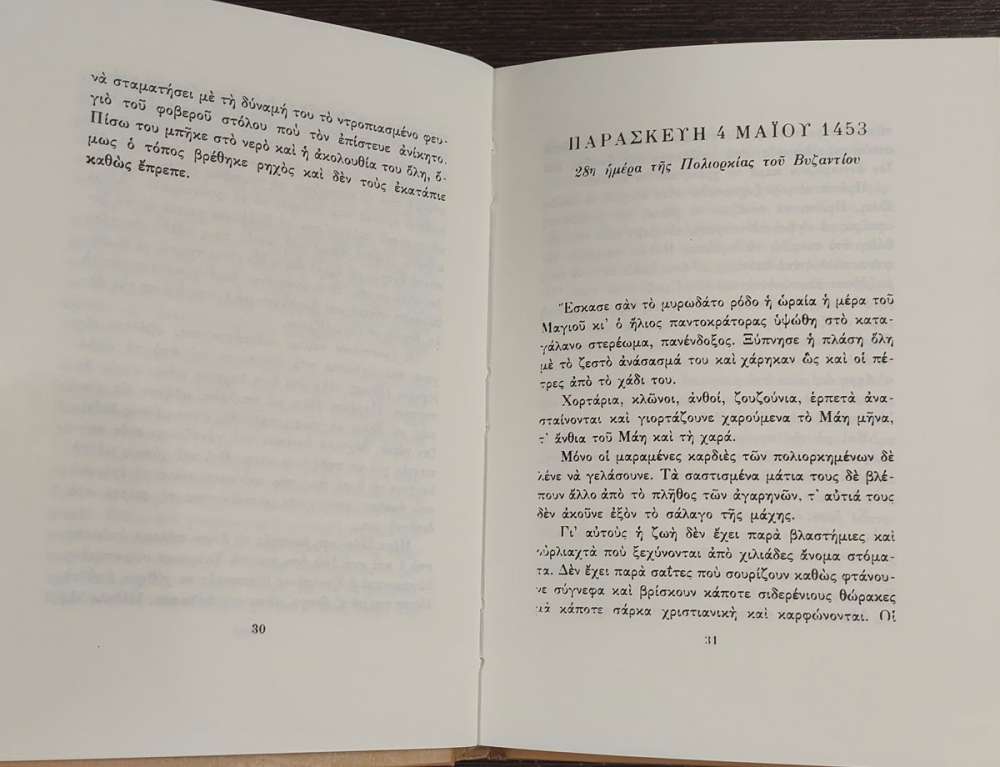 νὰ σταματήσει μὲ τὴ δύναμή του τὸ ντροπιασμένο φευ-
γιὸ τοῦ φοβεροῦ στόλου ποὺ τὸν ἐπίστευε ἀνίκητο.
Πίσω του μπῆκε στὸ νερὸ καὶ ἡ ἀκολουθία του ὅλη, ὅ-
μως ὁ τόπος βρέθηκε ρηχὸς καὶ δὲν τοὺς ἐκατάπιε
καθὼς ἔπρεπε.
30
ΠΑΡΑΣΚΕΥΗ 4 ΜΑΪΟΥ 1453
28η ἡμέρα τῆς Πολιορκίας τοῦ Βυζαντίου
Ἔσκασε σὰν τὸ μυρωδάτο ρόδο ἡ ὡραία ἡ μέρα τοῦ
Μαγιοῦ κι' ὁ ἥλιος παντοκράτορας ὑψώθη στὸ κατα-
γάλανο στερέωμα, πανένδοξος. Ξύπνησε ἡ πλάση ὅλη
μὲ τὸ ζεστὸ ἀνάσασμά του καὶ χάρηκαν ὣς καὶ οἱ πέ-
τρες ἀπὸ τὸ χάδι του.
Χορτάρια, κλῶνοι, ἀνθοί, ζουζούνια, ἑρπετὰ ἀνα-
σταίνονται καὶ γιορτάζουνε χαρούμενα τὸ Μάη μῆνα,
τ' ἄνθια τοῦ Μάη καὶ τὴ χαρά.
Μόνο οἱ μαραμένες καρδιὲς τῶν πολιορκημένων δὲ
λένε νὰ γελάσουνε. Τὰ σαστισμένα μάτια τους δὲ βλέ-
πουν ἄλλο ἀπὸ τὸ πλῆθος τῶν ἀγαρηνῶν, τ' αὐτιά τους
δὲν ἀκοῦνε ἐξὸν τὸ σάλαγο τῆς μάχης.
Γι' αὐτοὺς ἡ ζωὴ δὲν ἔχει παρὰ βλαστήμιες καὶ
οὐρλιαχτὰ ποὺ ξεχύνονται ἀπὸ χιλιάδες ἄνομα στόμα-
τα. Δὲν ἔχει παρὰ σαΐτες ποὺ σουρίζουν καθὼς φτάνου-
νε σύγνεφα καὶ βρίσκουν κάποτε σιδερένιους θώρακες
μὰ κάποτε σάρκα χριστιανικὴ καὶ καρφώνονται. Οἱ
31